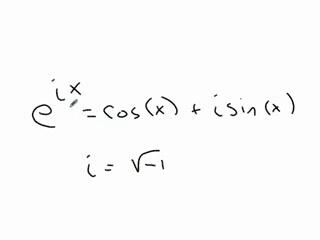 e^{ix} = cos(x) + i sin(x)
i = √-1